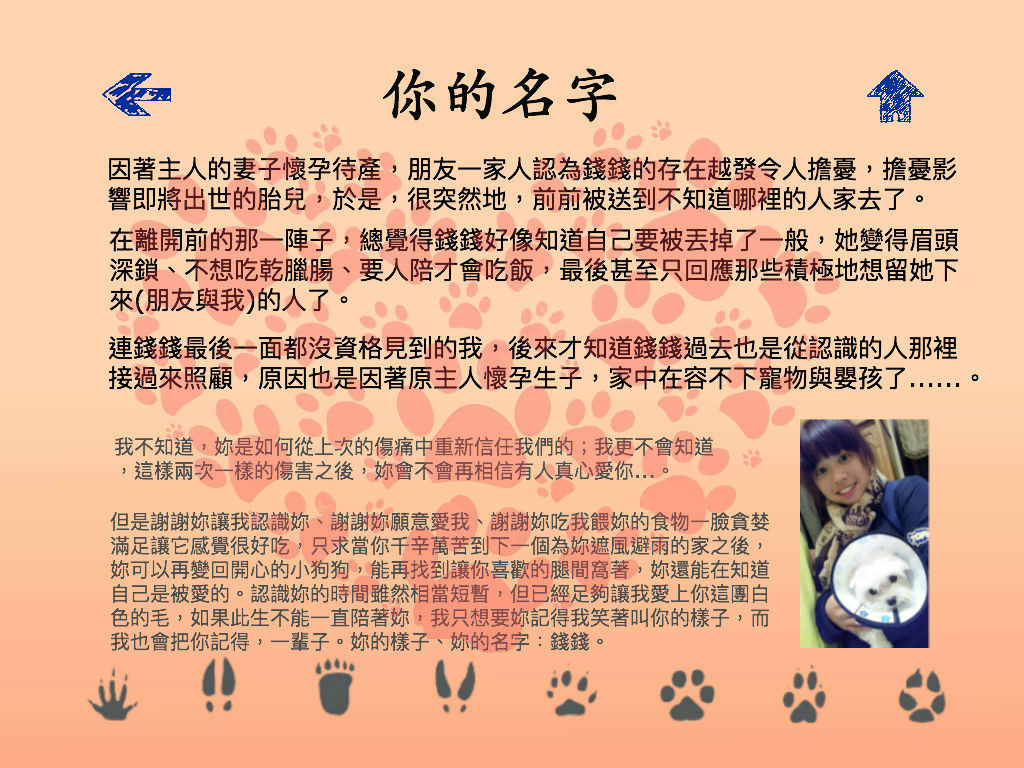 你的名字
因著主人的妻子懷孕待產，朋友一家人認為錢錢的存在越發令人擔憂，擔憂影
響即將出世的胎兒，於是，很突然地，前前被送到不知道哪裡的人家去了。
在離開前的那一陣子，總覺得錢錢好像知道自己要被丟掉了一般，她變得眉頭
深鎖、不想吃乾臘腸、要人陪才會吃飯，最後甚至只回應那些積極地想留她下
來(朋友與我)的人了。
連錢錢最後一面都沒資格見到的我，後來才知道錢錢過去也是從認識的人那裡
接過來照顧，原因也是因著原主人懷孕生子，家中在容不下寵物與嬰孩了……。
我不知道，妳是如何從上次的傷痛中重新信任我們的；我更不會知道
，這樣兩次一樣的傷害之後，妳會不會再相信有人真心愛你…。
但是謝謝妳讓我認識妳、謝謝妳願意愛我、謝謝妳吃我餵妳的食物一臉貪婪
滿足讓它感覺很好吃，只求當你千辛萬苦到下一個為妳遮風避雨的家之後，
妳可以再變回開心的小狗狗，能再找到讓你喜歡的腿間窩著，妳還能在知道
自己是被愛的。認識妳的時間雖然相當短暫，但已經足夠讓我愛上你這團白
色的毛，如果此生不能一直陪著妳，我只想要妳記得我笑著叫你的樣子，而
我也會把你記得，一輩子。妳的樣子、妳的名字：錢錢。